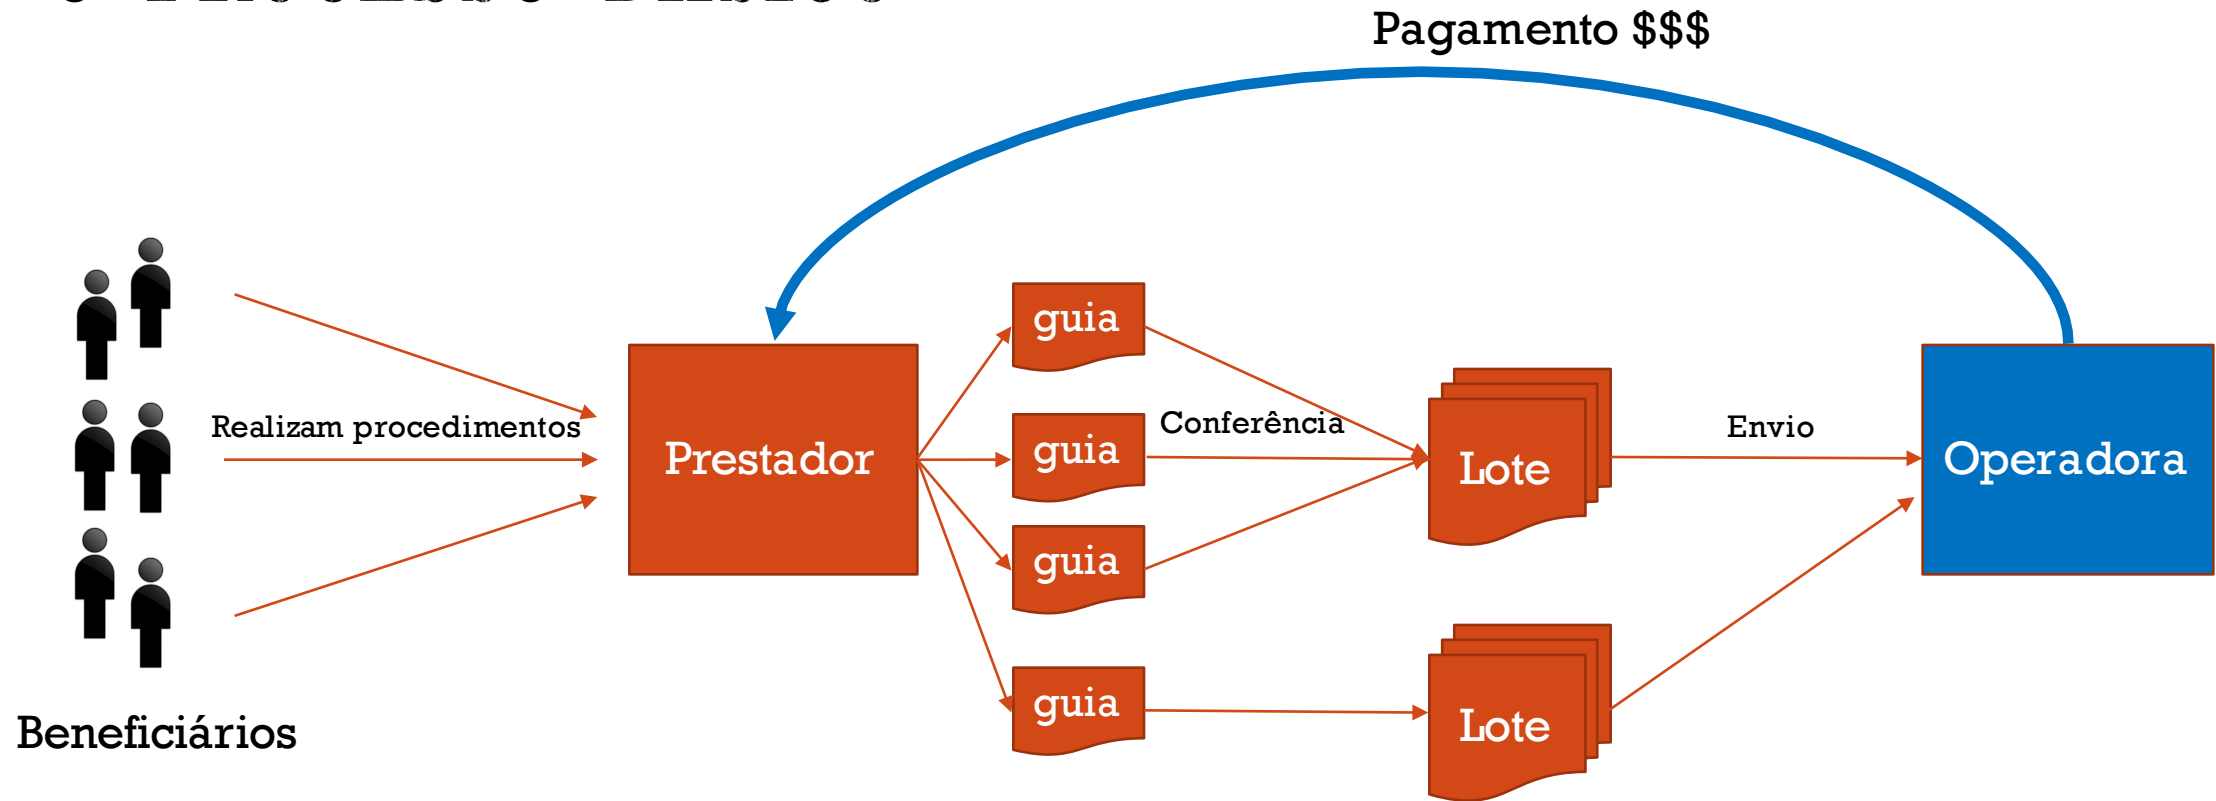 Pagamento $$$
guia
Realizam procedimentos
Prestador
guia
Conferência
Lote
Envio
Operadora
guia
guia
Lote
Beneficiários